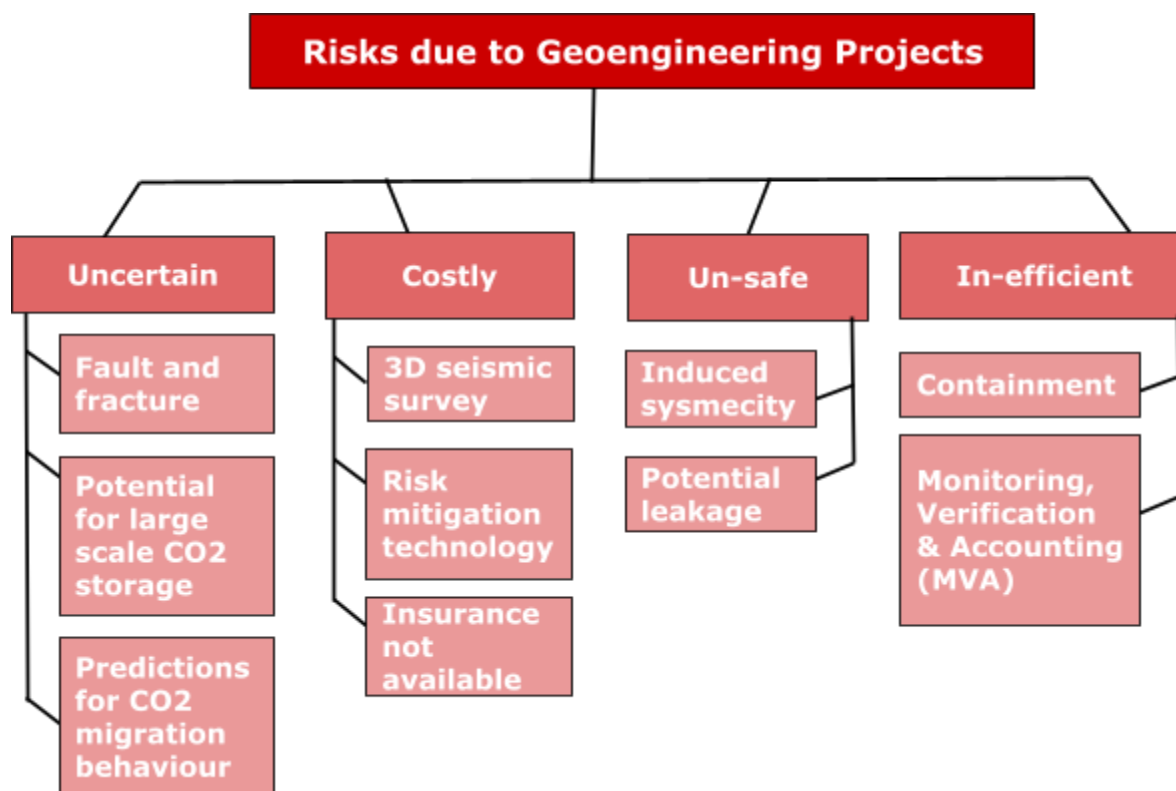 Risks due to Geoengineering Projects
Uncertain
Fault and
fracture
Potential
for large
scale CO2
storage
Predictions
for CO2
migration
behaviour
Costly
3D seismic
survey
Risk
mitigation
technology
Insurance
not
available
Un-safe
Induced
sysmecity
Potential
leakage
In-efficient
Containment
Monitoring,
Verification
& Accounting
(MVA)